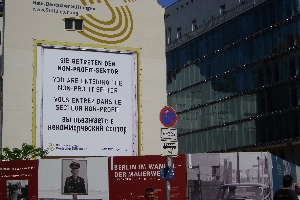 SIE BETRETEN DEN
NON-PROFIT-SEKTOR
YOU ARE ENTERING THE
NON-PROFIT SECTOR
VOUS ENTREZ DANS LE
SECTEUR NON-PROFIT
ВЫ ВЪЕЗЖАЕТЕ В
НЕКОММЕРЧЕСКИЙ СЕКТОР
BERLIN IM WANDEL
DER MAUER